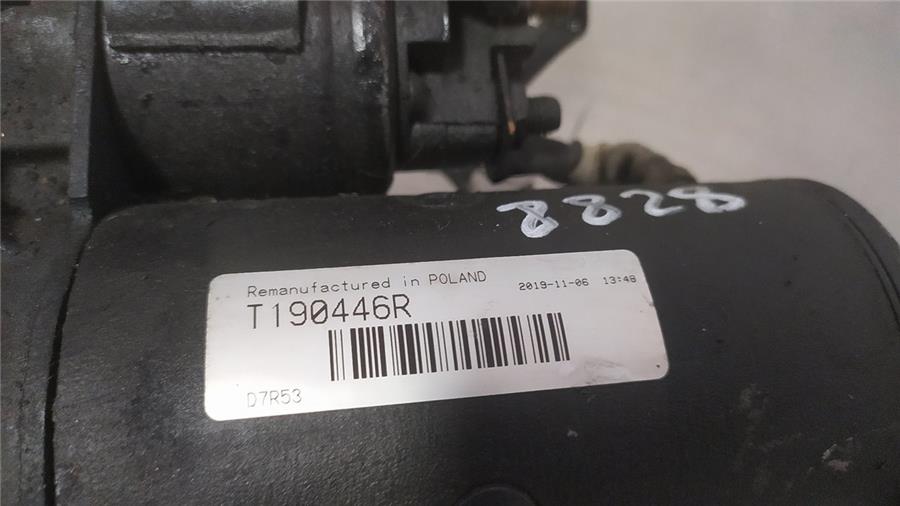 8828
Remanufactured in POLAND
2019-11-06 13:48
T190446R
D7R53